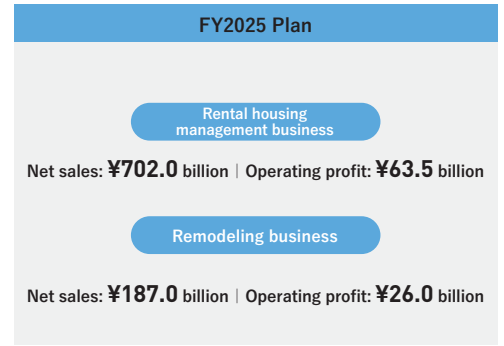 FY2025 Plan
Rental housing
management business
Net sales: ¥702.0 billion | Operating profit: ¥63.5 billion
Remodeling business
Net sales: ¥187.0 billion | Operating profit: ¥26.0 billion